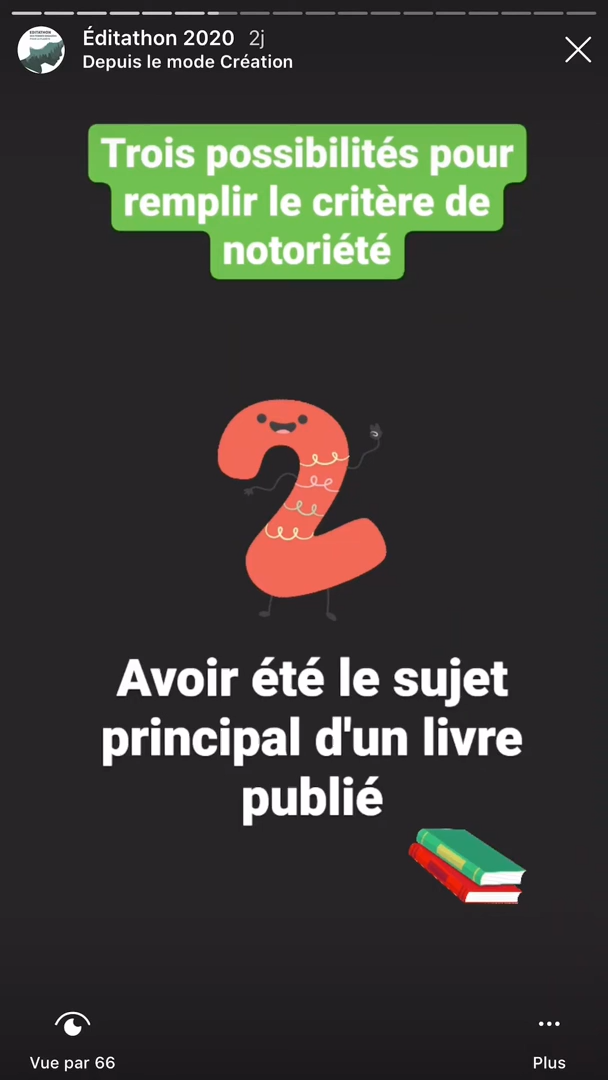 Éditathon 2020 2j
Depuis le mode Création
Trois possibilités pour
remplir le critère de
notoriété
2
Avoir été le sujet
principal d'un livre
publié
Vue par 66
Plus